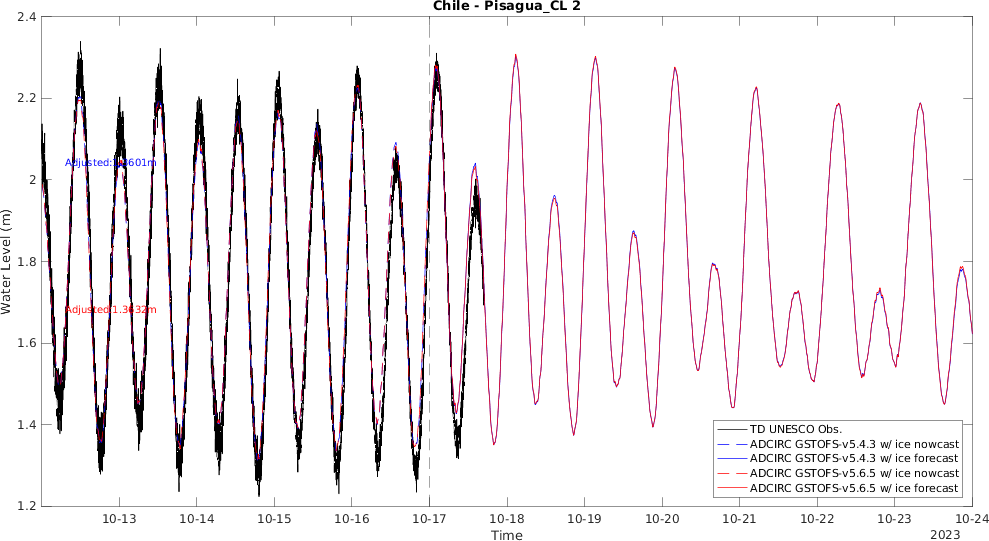 Chile - Pisagua_CL 2
2.4
2.2
2
1.8
1.6
1.4
1.2
Water Level (m)
Adjusted:1.3632m
10-13
10-14
10-15
10-16
10-17
10-18
10-19
10-20
10-21
10-22
10-23
10-24
Time
2023
TD UNESCO Obs.
ADCIRC GSTOFS-v5.4.3 w/ ice nowcast
ADCIRC GSTOFS-v5.4.3 w/ ice forecast
ADCIRC GSTOFS-v5.6.5 w/ ice nowcast
ADCIRC GSTOFS-v5.6.5 w/ ice forecast